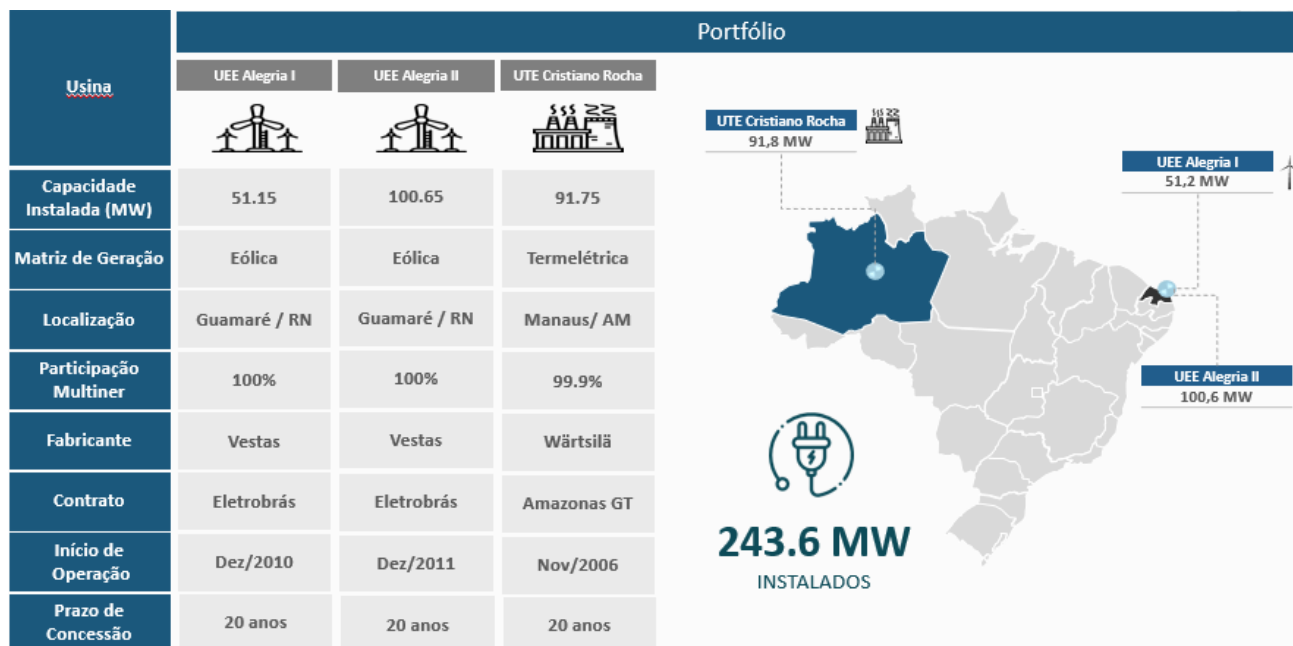 Portfólio
Usina
UEE Alegria I
UEE Alegria II
UTE Cristiano Rocha
Capacidade
Instalada (MW)
51.15
100.65
91.75
Matriz de Geração
Eólica
Eólica
Termelétrica
Localização
Guamaré / RN
Guamaré / RN
Manaus/ AM
Participação
Multiner
100%
100%
99.9%
Fabricante
Vestas
Vestas
Wärtsilä
Contrato
Eletrobrás
Eletrobrás
Amazonas GT
Início de
Operação
Dez/2010
Dez/2011
Nov/2006
Prazo de
Concessão
20 anos
20 anos
20 anos
UTE Cristiano Rocha
91,8 MW
UEE Alegria I
51,2 MW
UEE Alegria II
100,6 MW
243.6 MW
INSTALADOS